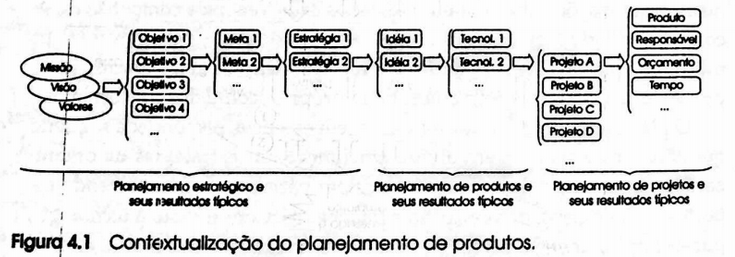 Missão
Visão
Valores
Objetivo 1
Objetivo 2
Objetivo 3
Objetivo 4
...
Meta 1
Meta 2
...
Estratégia 1
Estratégia 2
...
Idéia 1
Idéia 2
...
Tecnol. 1
Tecnol. 2
...
Projeto A
Projeto B
Projeto C
Projeto D
...
Produto
Responsável
Orçamento
Tempo
...
Planejamento estratégico e
seus resultados típicos
Planejamento de produtos e
seus resultados típicos
Planejamento de projetos e
seus resultados típicos
Figura 4.1 Contextualização do planejamento de produtos.